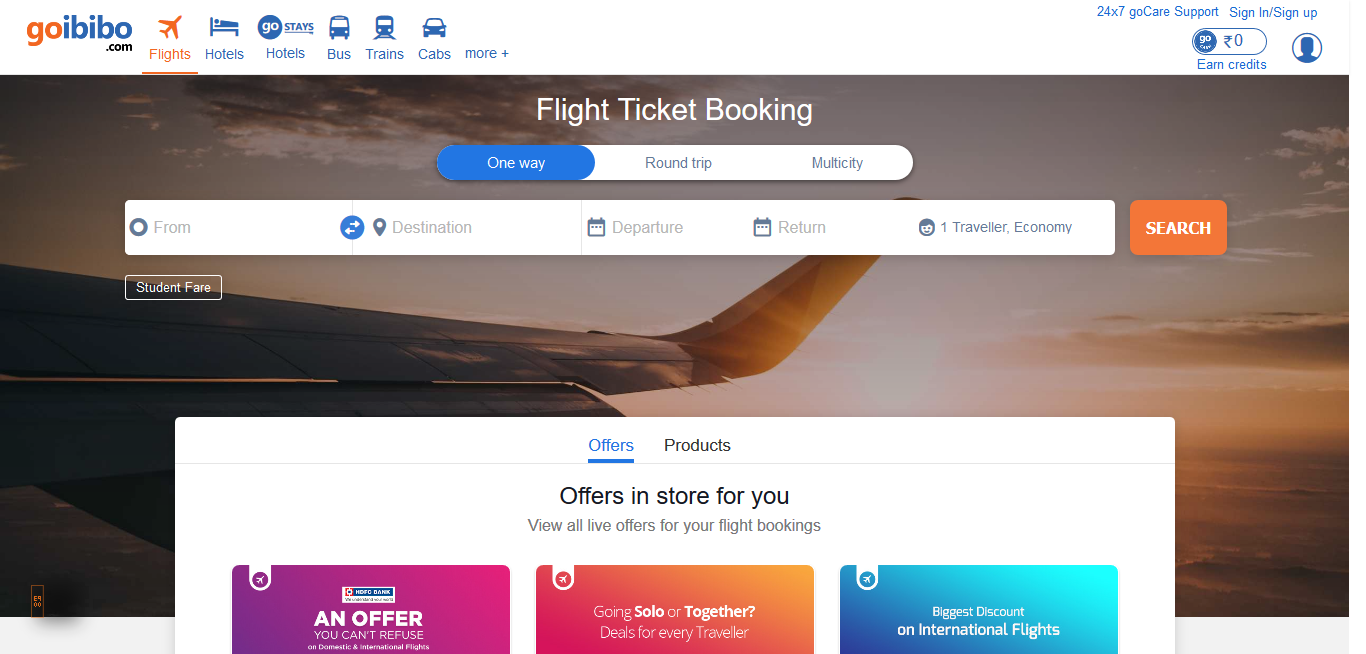 goibibo
.com
Flights
Hotels
go STAYS
Hotels
Bus
Trains
Cabs
more +
24x7 goCare Support
Sign In/Sign up
go
₹0
Earn credits
Flight Ticket Booking
One way
Round trip
Multicity
From
Destination
Departure
Return
1 Traveller, Economy
SEARCH
Student Fare
Offers
Products
Offers in store for you
View all live offers for your flight bookings
HDFC BANK
We understand your world
AN OFFER
YOU CAN'T REFUSE
on Domestic & International Flights
Going Solo or Together?
Deals for every Traveller
Biggest Discount
on International Flights